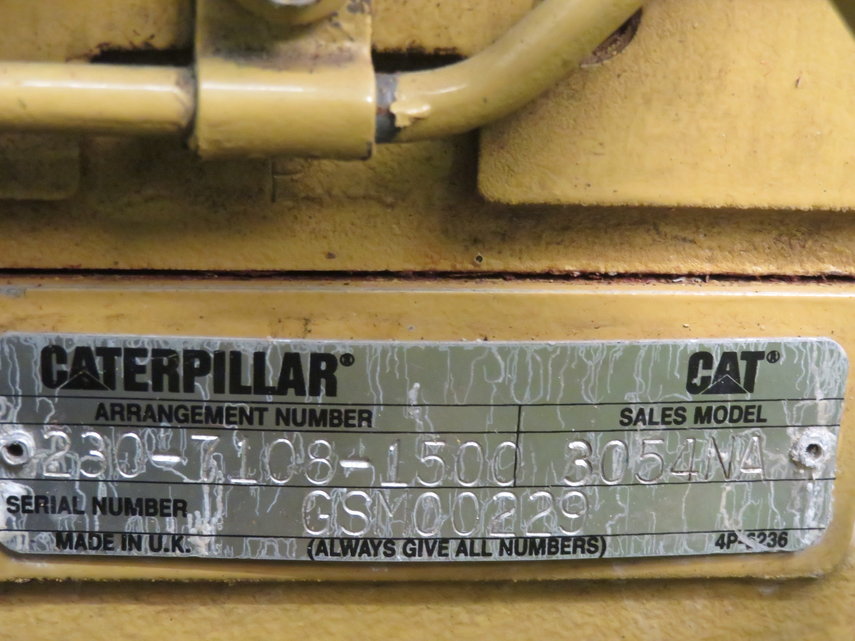 CATERPILLAR® CAT®
ARRANGEMENT NUMBER SALES MODEL
230-7108-1500 3054NA
SERIAL NUMBER GSM00229
MADE IN U.K. (ALWAYS GIVE ALL NUMBERS)